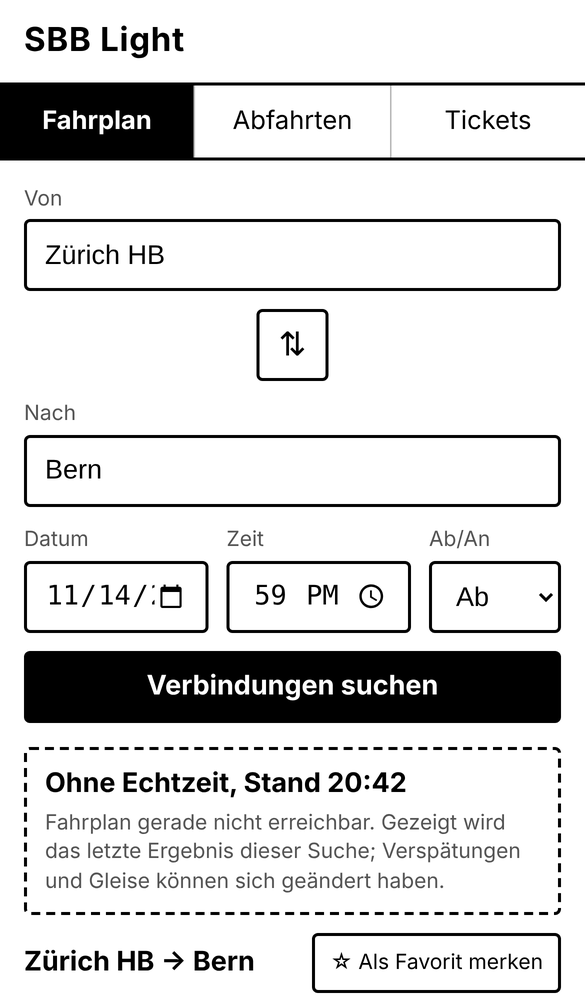 SBB Light
Fahrplan
Abfahrten
Tickets
Von
Zürich HB
⇅
Nach
Bern
Datum
Zeit
Ab/An
11/14/
59 PM
Ab
Verbindungen suchen
Ohne Echtzeit, Stand 20:42
Fahrplan gerade nicht erreichbar. Gezeigt wird
das letzte Ergebnis dieser Suche; Verspätungen
und Gleise können sich geändert haben.
Zürich HB → Bern
☆ Als Favorit merken